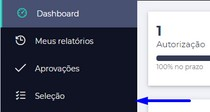 Dashboard
Meus relatórios
Aprovações
Seleção
1
Autorização
100% no prazo